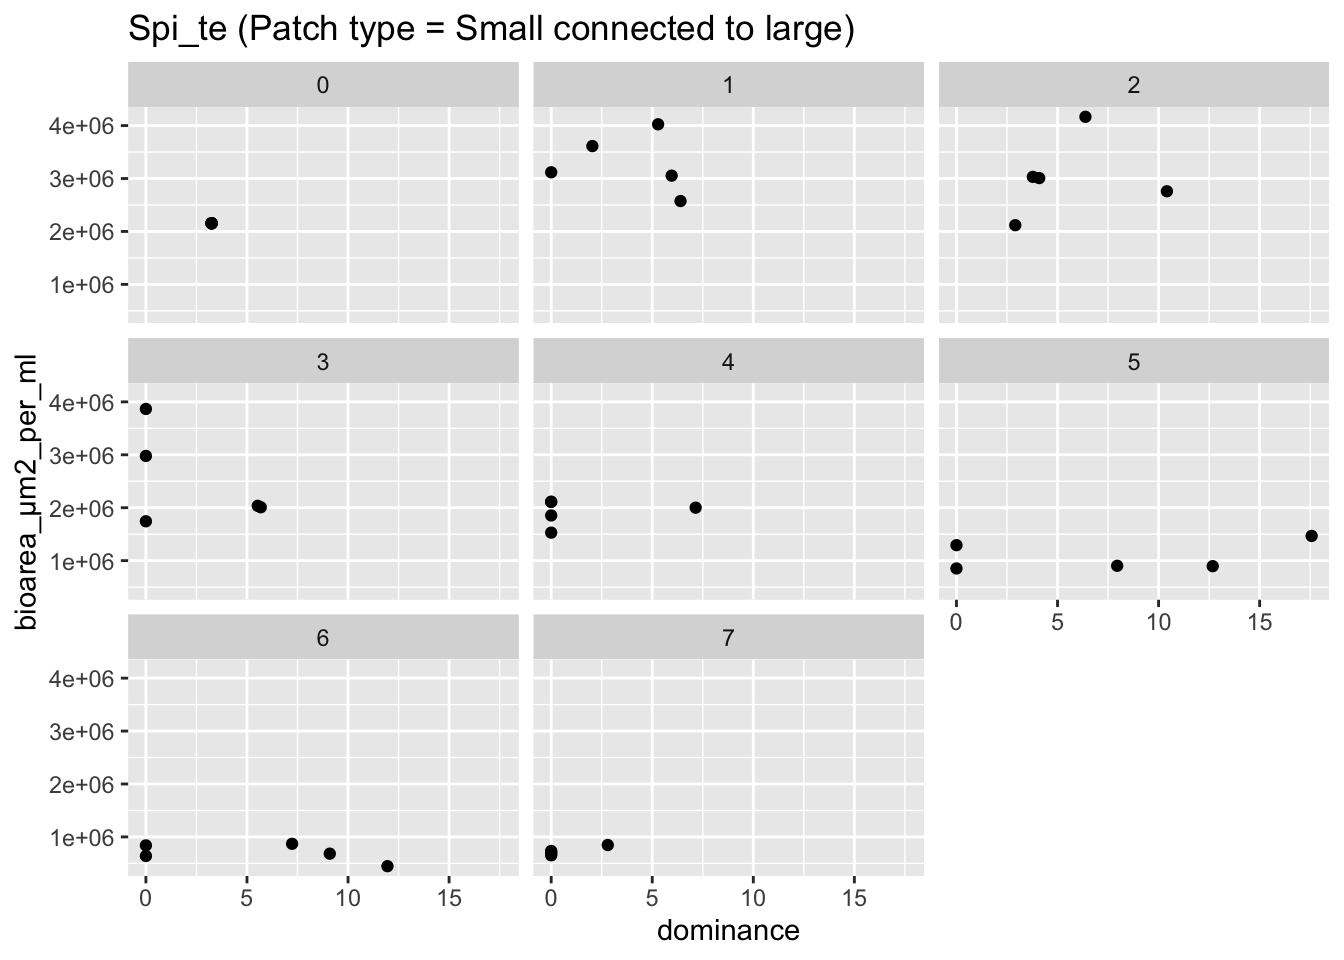 Spi_te (Patch type = Small connected to large)
0 1 2
4e+06
3e+06
2e+06
1e+06
3 4 5
4e+06
3e+06
2e+06
1e+06
0 5 10 15
6 7
4e+06
3e+06
2e+06
1e+06
0 5 10 15 0 5 10 15
dominance
bioarea_µm2_per_ml